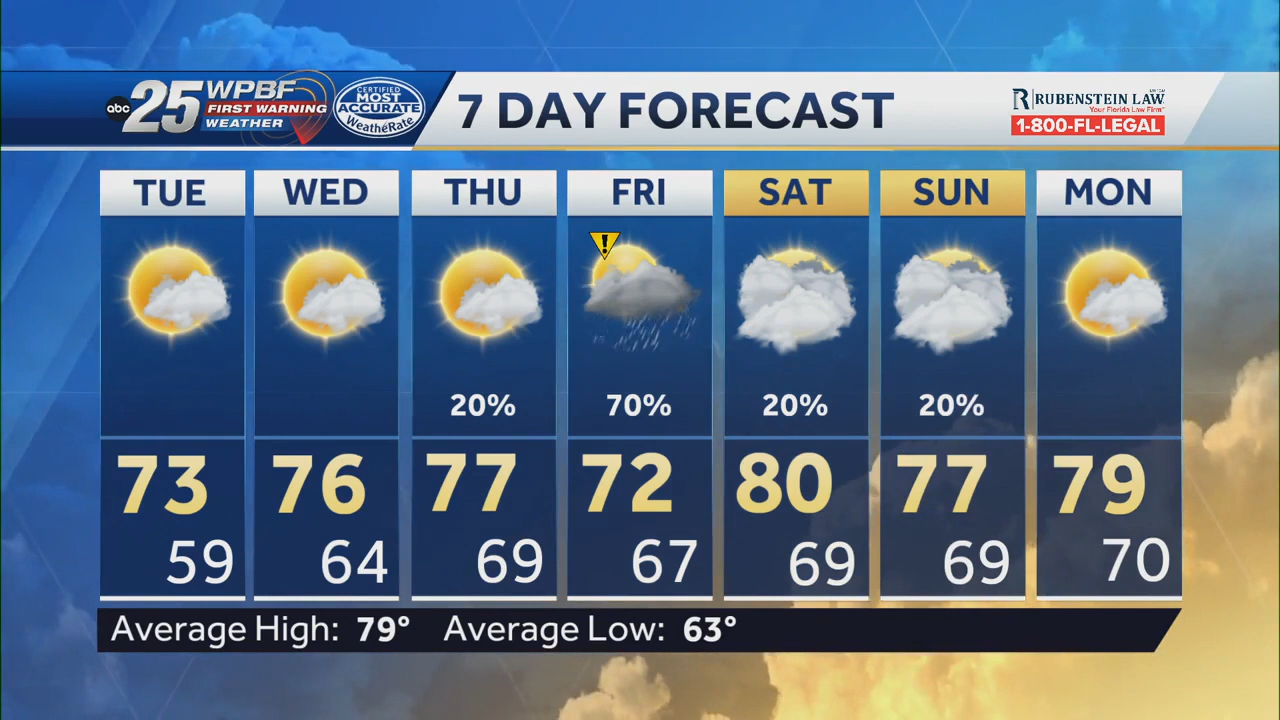 abc 25 WPBF
FIRST WARNING
WEATHER
CERTIFIED
MOST
ACCURATE
WeatheRate
7 DAY FORECAST
RUBENSTEIN LAW
Your Florida Law Firm
1-800-FL-LEGAL
TUE WED THU FRI SAT SUN MON
!
20% 70% 20% 20%
73 76 77 72 80 77 79
59 64 69 67 69 69 70
Average High: 79° Average Low: 63°